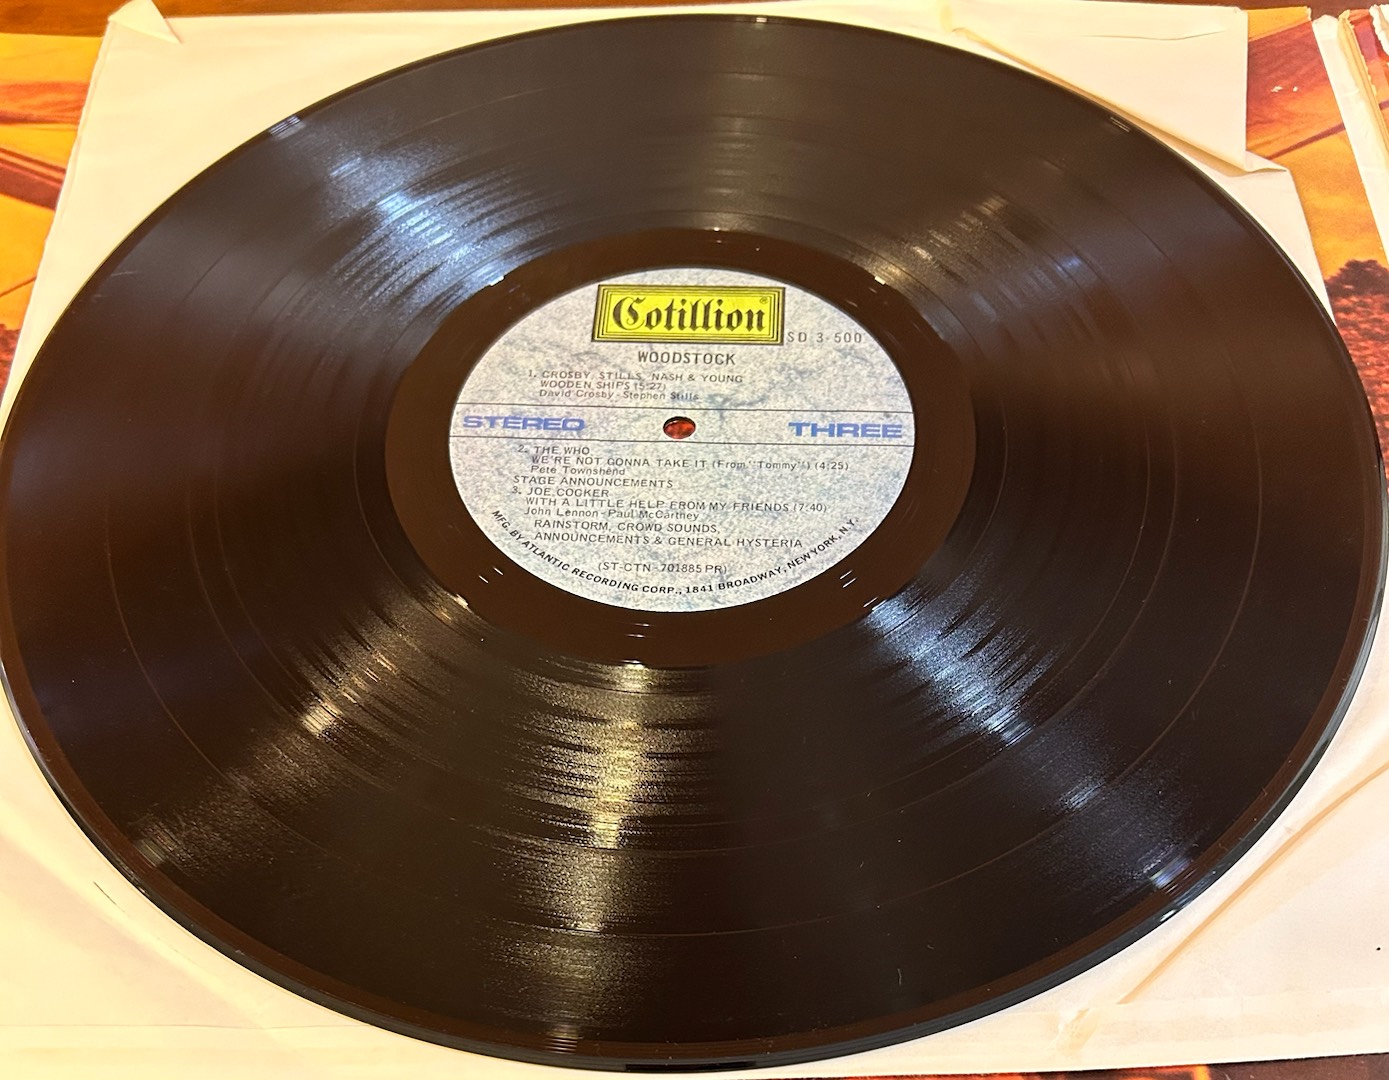 Cotillion®
SD 3-500
WOODSTOCK
1. CROSBY, STILLS, NASH & YOUNG
WOODEN SHIPS (5:27)
David Crosby - Stephen Stills
STEREO THREE
2. THE WHO
WE'RE NOT GONNA TAKE IT (From "Tommy") (4:25)
Pete Townshend
STAGE ANNOUNCEMENTS
3. JOE COCKER
WITH A LITTLE HELP FROM MY FRIENDS (7:40)
John Lennon - Paul McCartney
RAINSTORM, CROWD SOUNDS,
ANNOUNCEMENTS & GENERAL HYSTERIA
(ST-CTN-701885 PR)
MFG. BY ATLANTIC RECORDING CORP., 1841 BROADWAY, NEW YORK, N.Y.